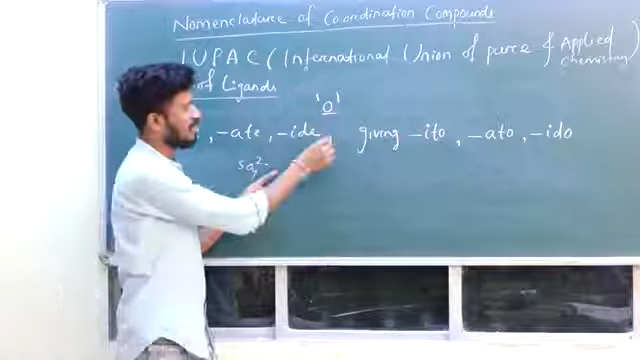 Nomenclature of Coordination Compounds
IUPAC (International Union of pure & Applied Chemistry)
of Ligands
'o'
, -ate, -ide giving -ito, -ato, -ido